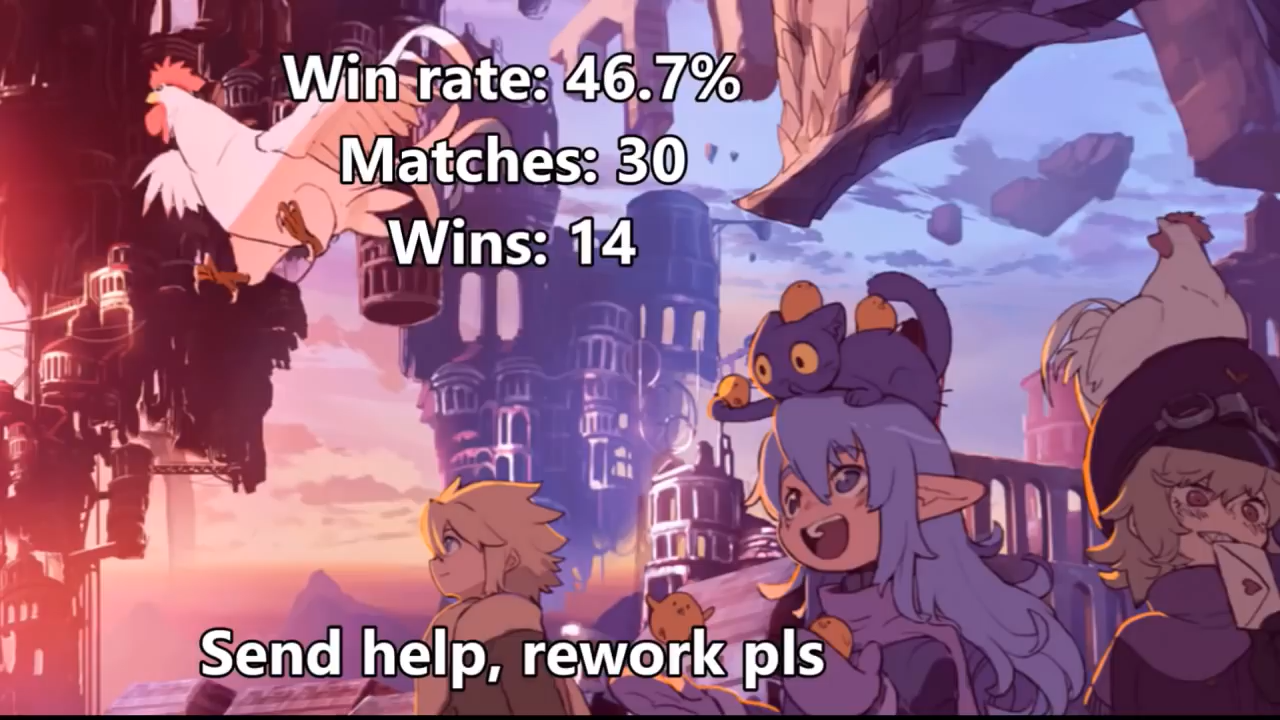 Win rate: 46.7%
Matches: 30
Wins: 14
Send help, rework pls